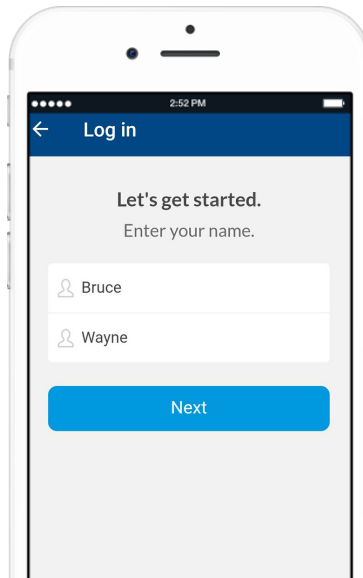 2:52 PM
Log in
Let's get started.
Enter your name.
Bruce
Wayne
Next